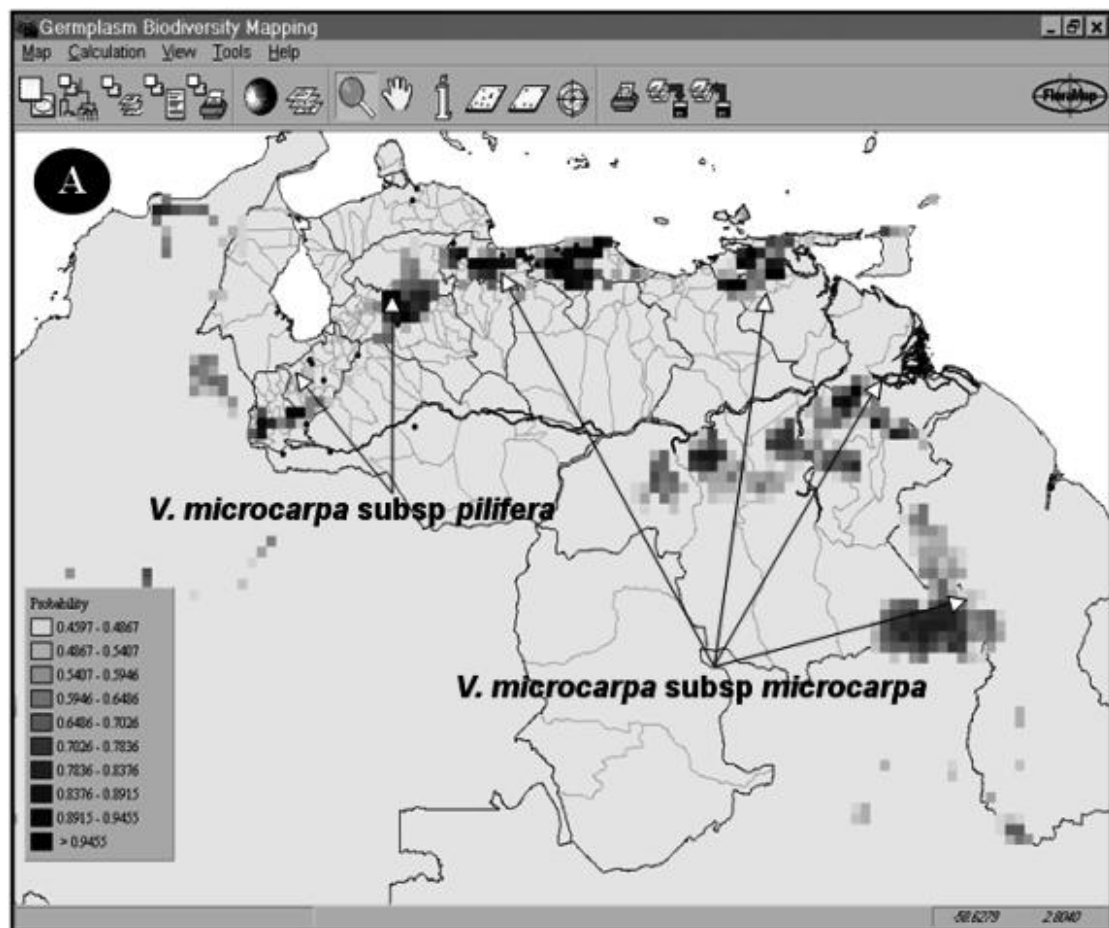 Germplasm Biodiversity Mapping
Map Calculation View Tools Help
FloraMap
A
V. microcarpa subsp pilifera
Probability
0.4597 - 0.4867
0.4867 - 0.5407
0.5407 - 0.5946
0.5946 - 0.6486
0.6486 - 0.7026
0.7026 - 0.7836
0.7836 - 0.8376
0.8376 - 0.8915
0.8915 - 0.9455
> 0.9455
V. microcarpa subsp microcarpa
-58.6279 2.8040